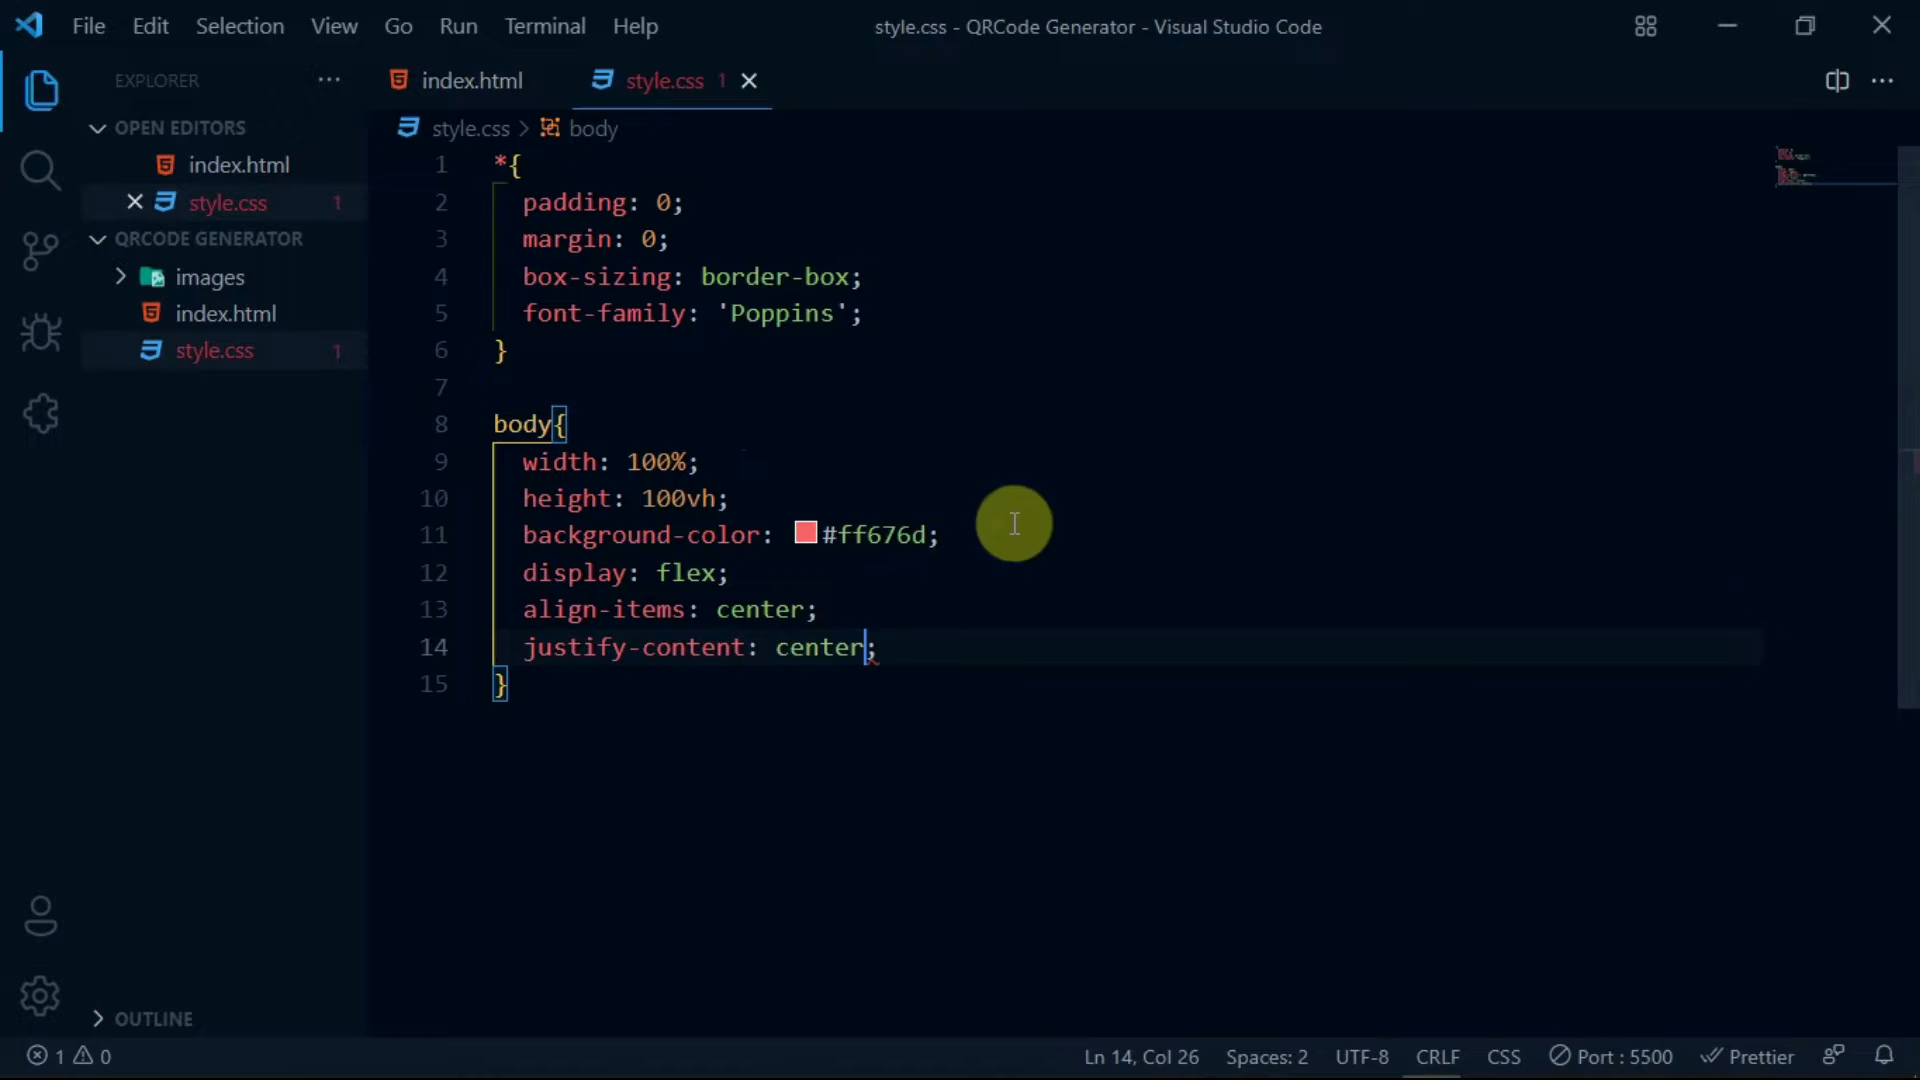 File Edit Selection View Go Run Terminal Help style.css - QRCode Generator - Visual Studio Code
EXPLORER
OPEN EDITORS
index.html
style.css 1
QRCODE GENERATOR
images
index.html
style.css 1
OUTLINE
index.html style.css 1
style.css > body
1 *{
2 padding: 0;
3 margin: 0;
4 box-sizing: border-box;
5 font-family: 'Poppins';
6 }
7
8 body{
9 width: 100%;
10 height: 100vh;
11 background-color: #ff676d;
12 display: flex;
13 align-items: center;
14 justify-content: center;
15 }
1 0 Ln 14, Col 26 Spaces: 2 UTF-8 CRLF CSS Port : 5500 Prettier